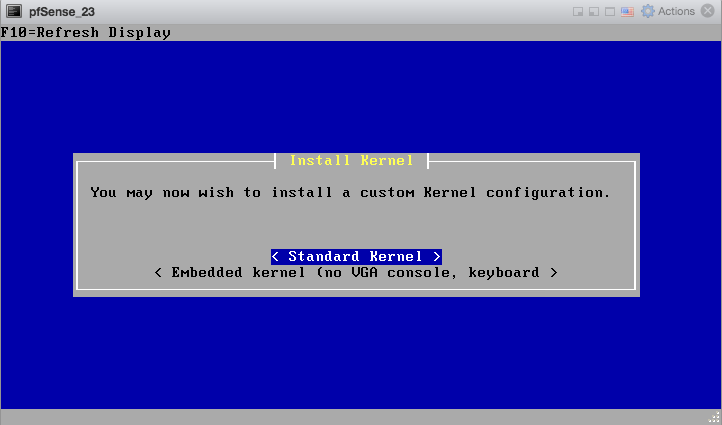 pfSense_23
Actions
F10=Refresh Display
Install Kernel
You may now wish to install a custom Kernel configuration.
< Standard Kernel >
< Embedded kernel (no VGA console, keyboard >